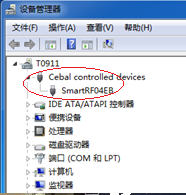 设备管理器
文件(F) 操作(A) 查看(V) 帮助(H)
T0911
Cebal controlled devices
SmartRF04EB
IDE ATA/ATAPI 控制器
便携设备
处理器
磁盘驱动器
端口 (COM 和 LPT)
计算机
监视器